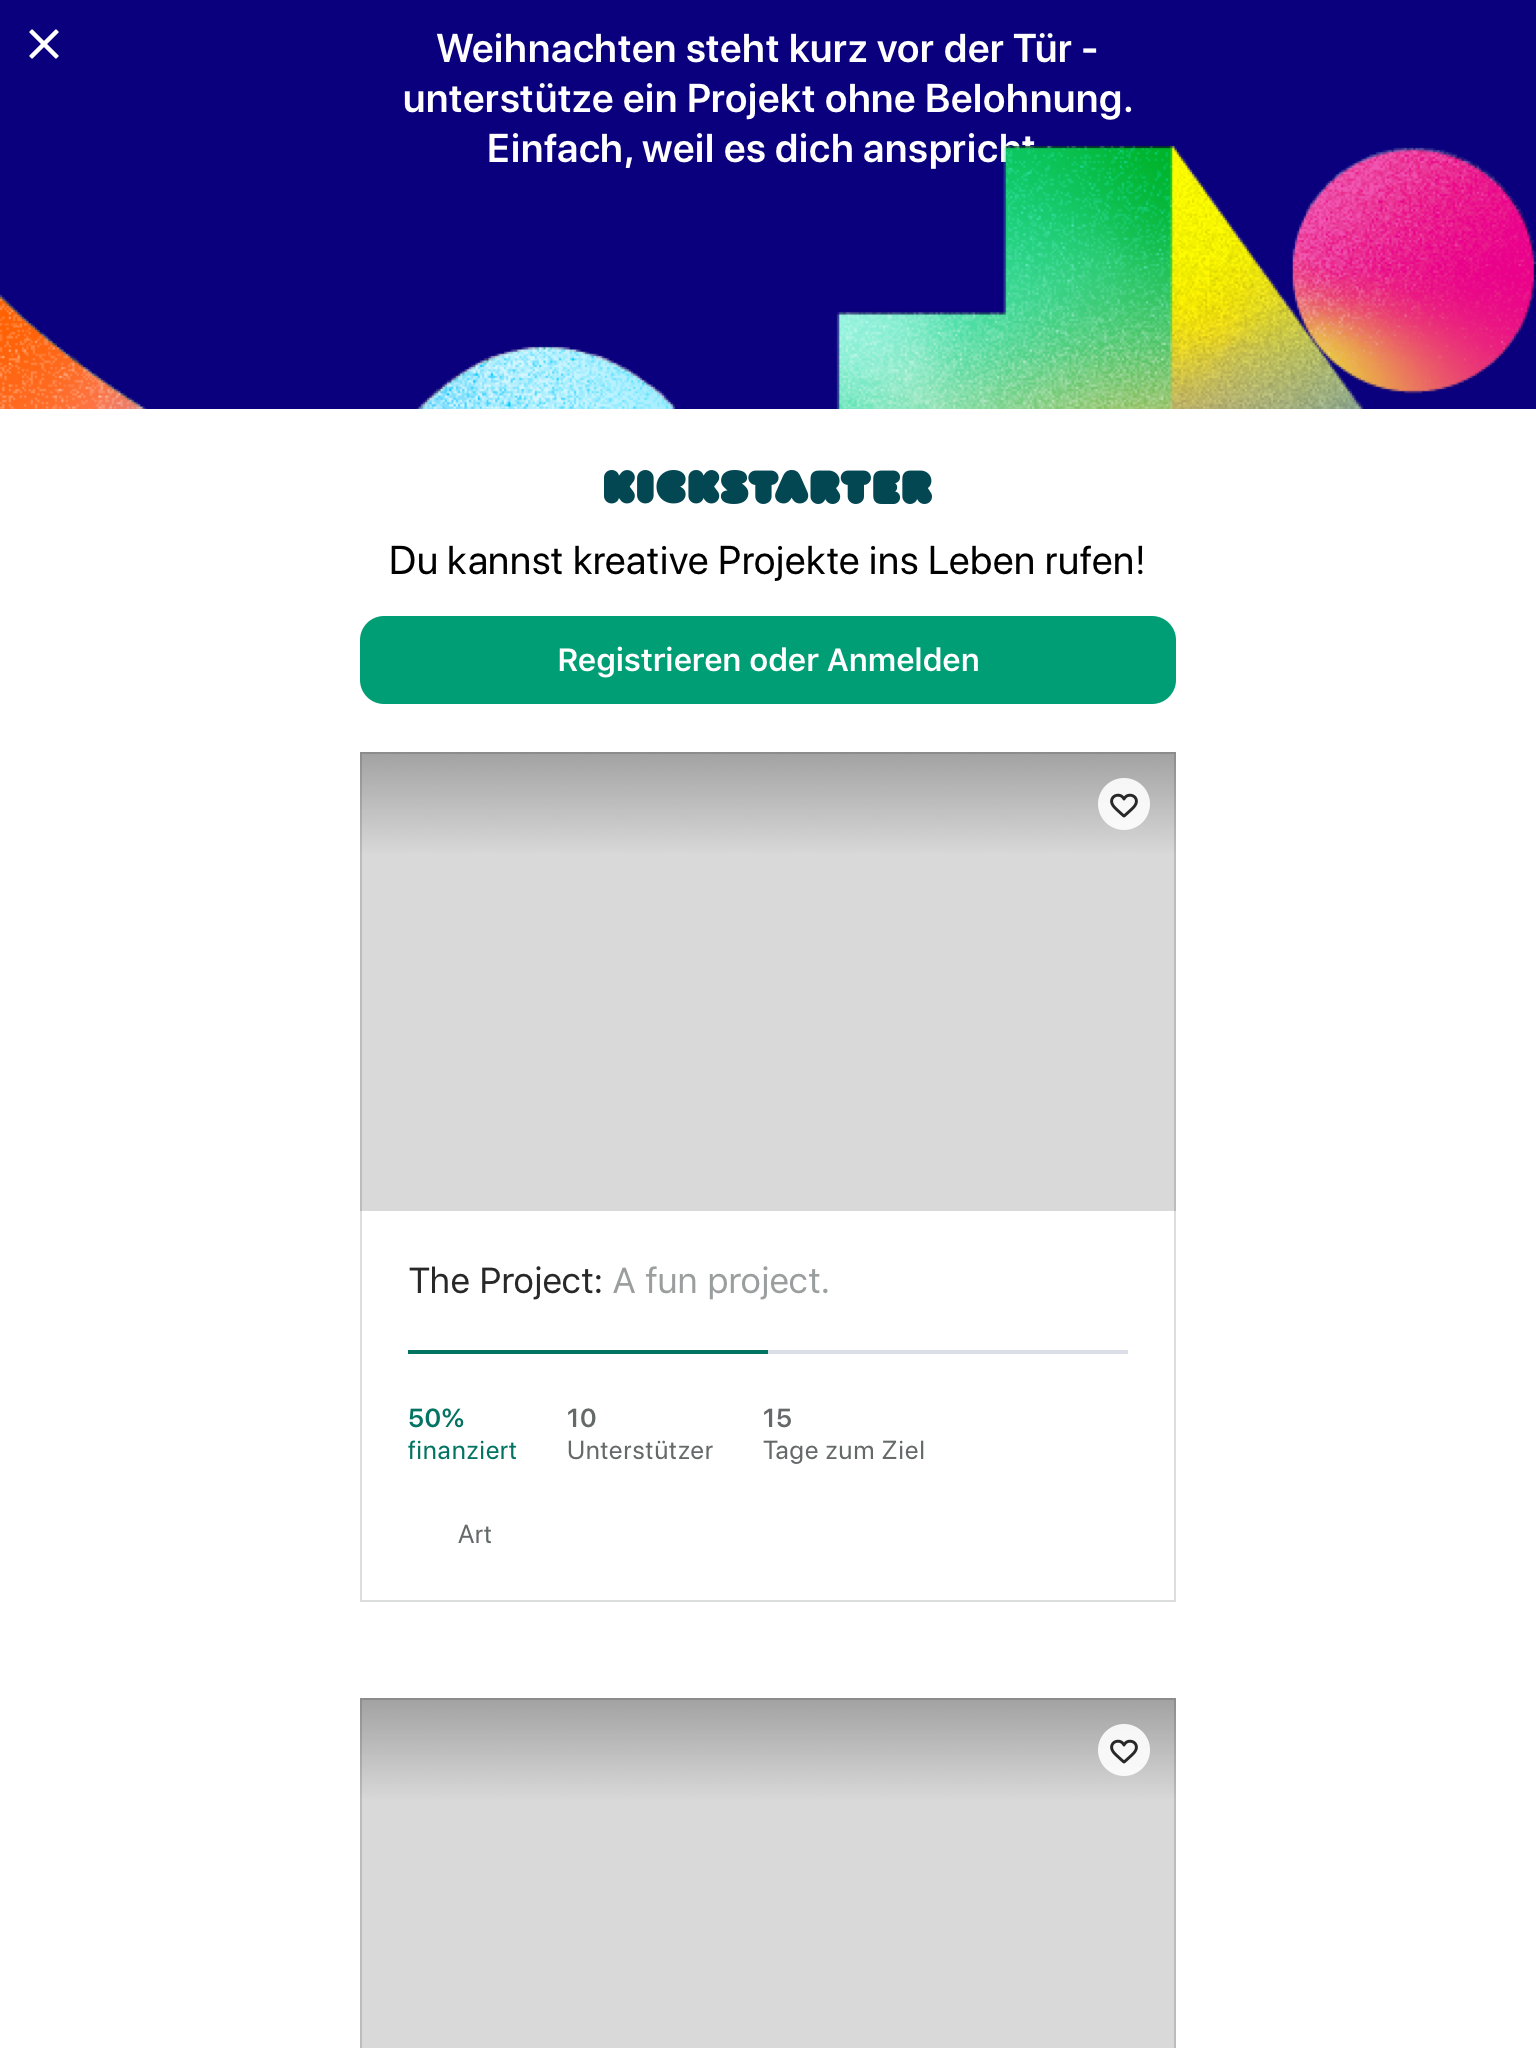 Weihnachten steht kurz vor der Tür -
unterstütze ein Projekt ohne Belohnung.
Einfach, weil es dich anspricht
KICKSTARTER
Du kannst kreative Projekte ins Leben rufen!
Registrieren oder Anmelden
The Project: A fun project.
50% 10 15
finanziert Unterstützer Tage zum Ziel
Art